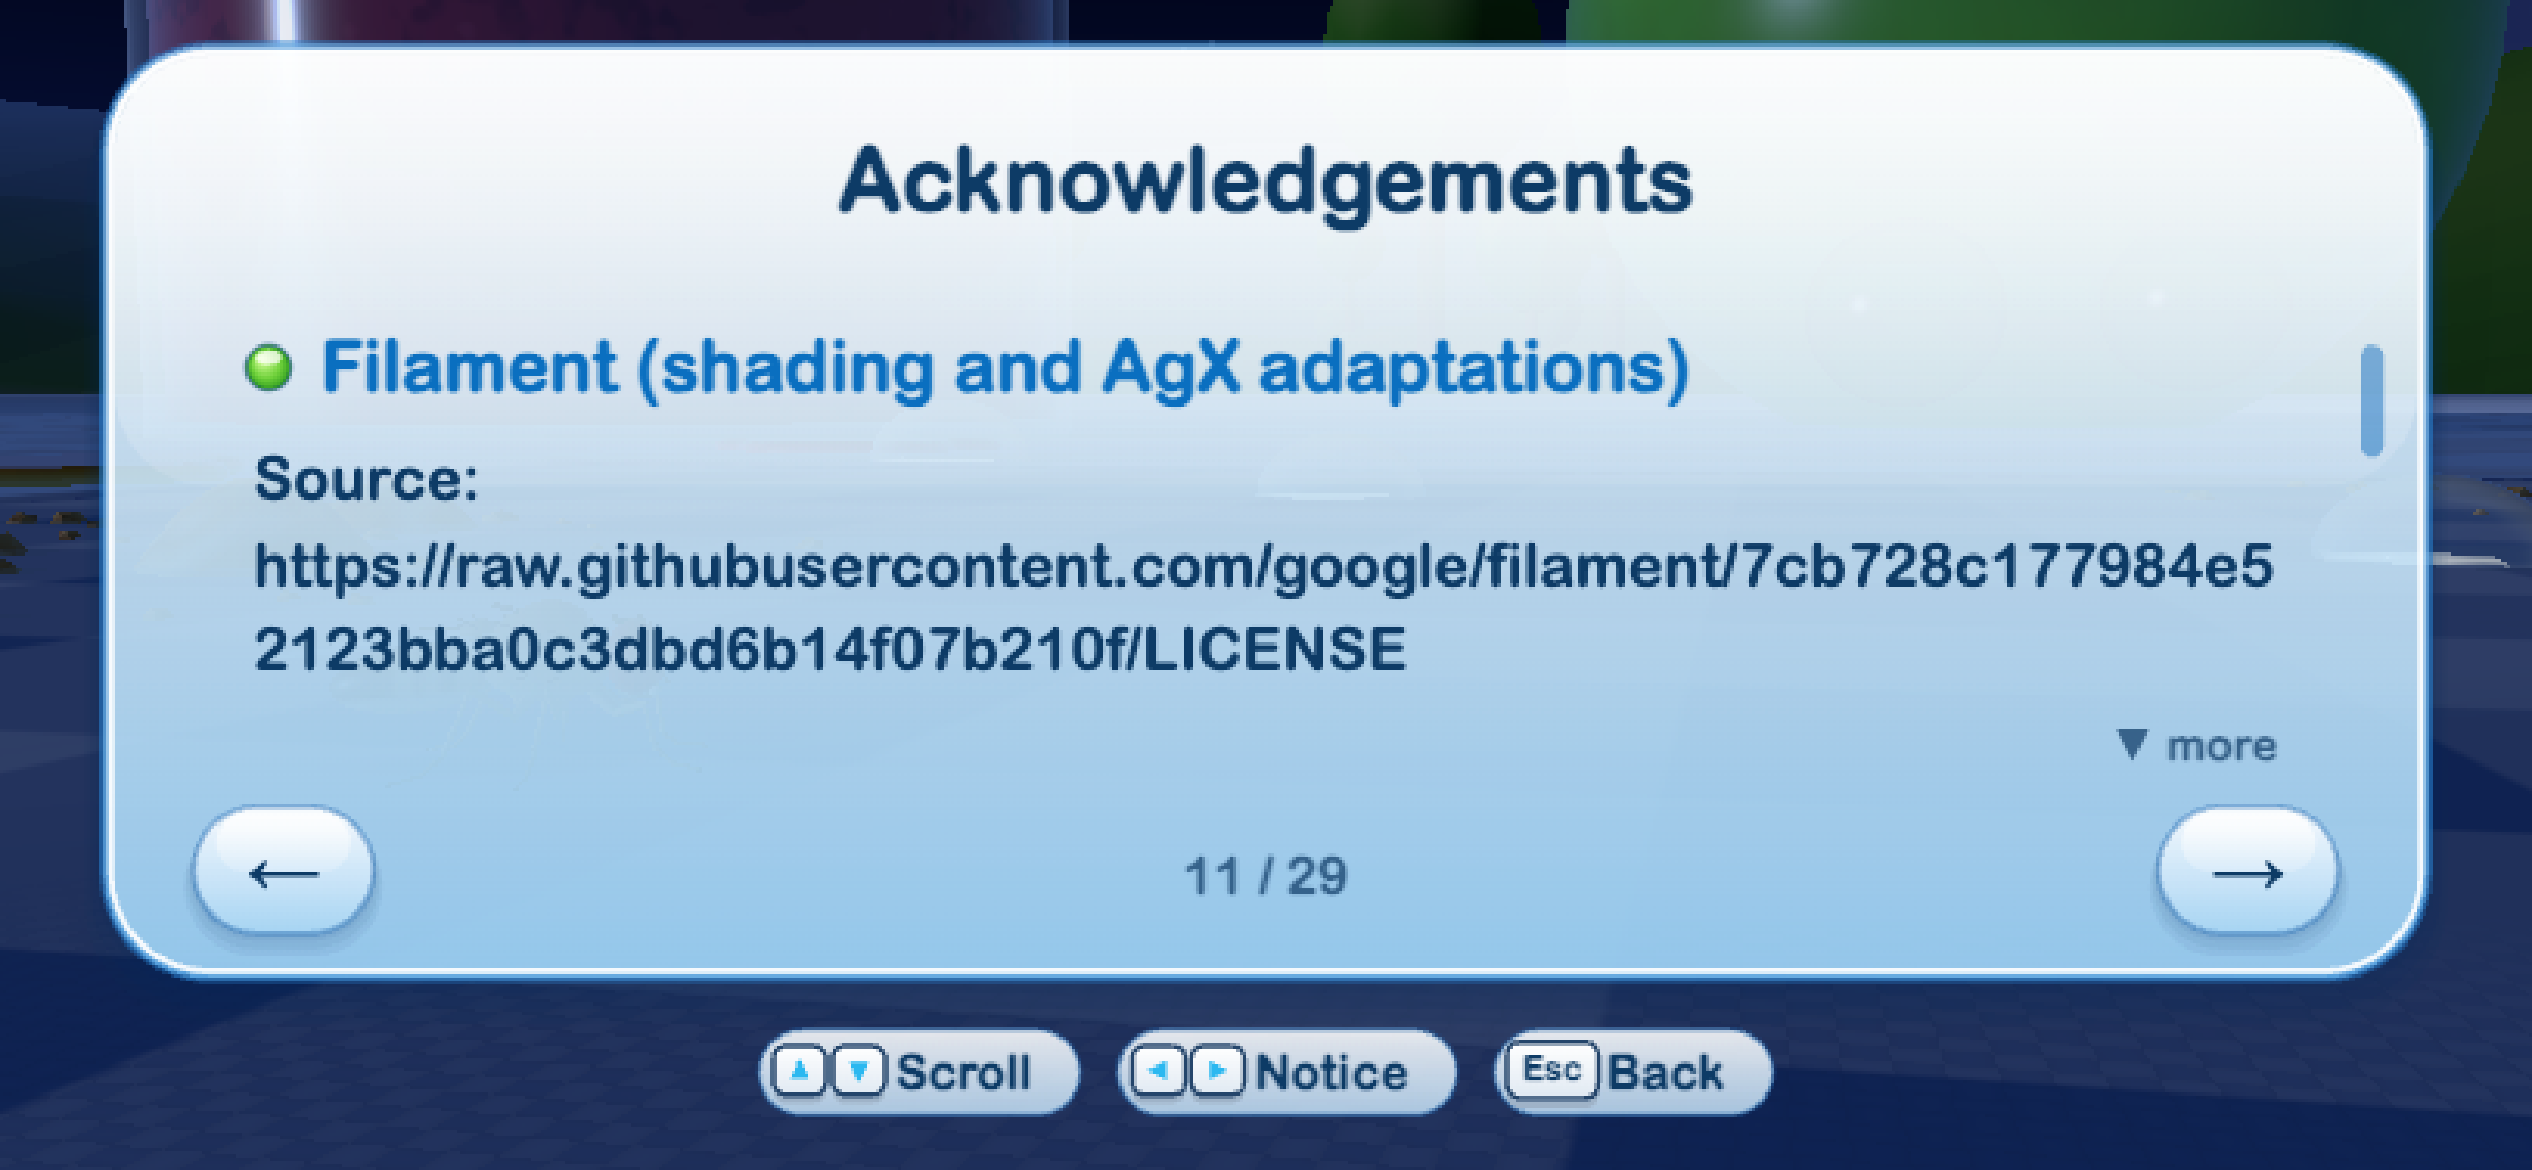 Acknowledgements
Filament (shading and AgX adaptations)
Source:
https://raw.githubusercontent.com/google/filament/7cb728c177984e5
2123bba0c3dbd6b14f07b210f/LICENSE
▼ more
← 11 / 29 →
▲ ▼ Scroll ◄ ► Notice Esc Back